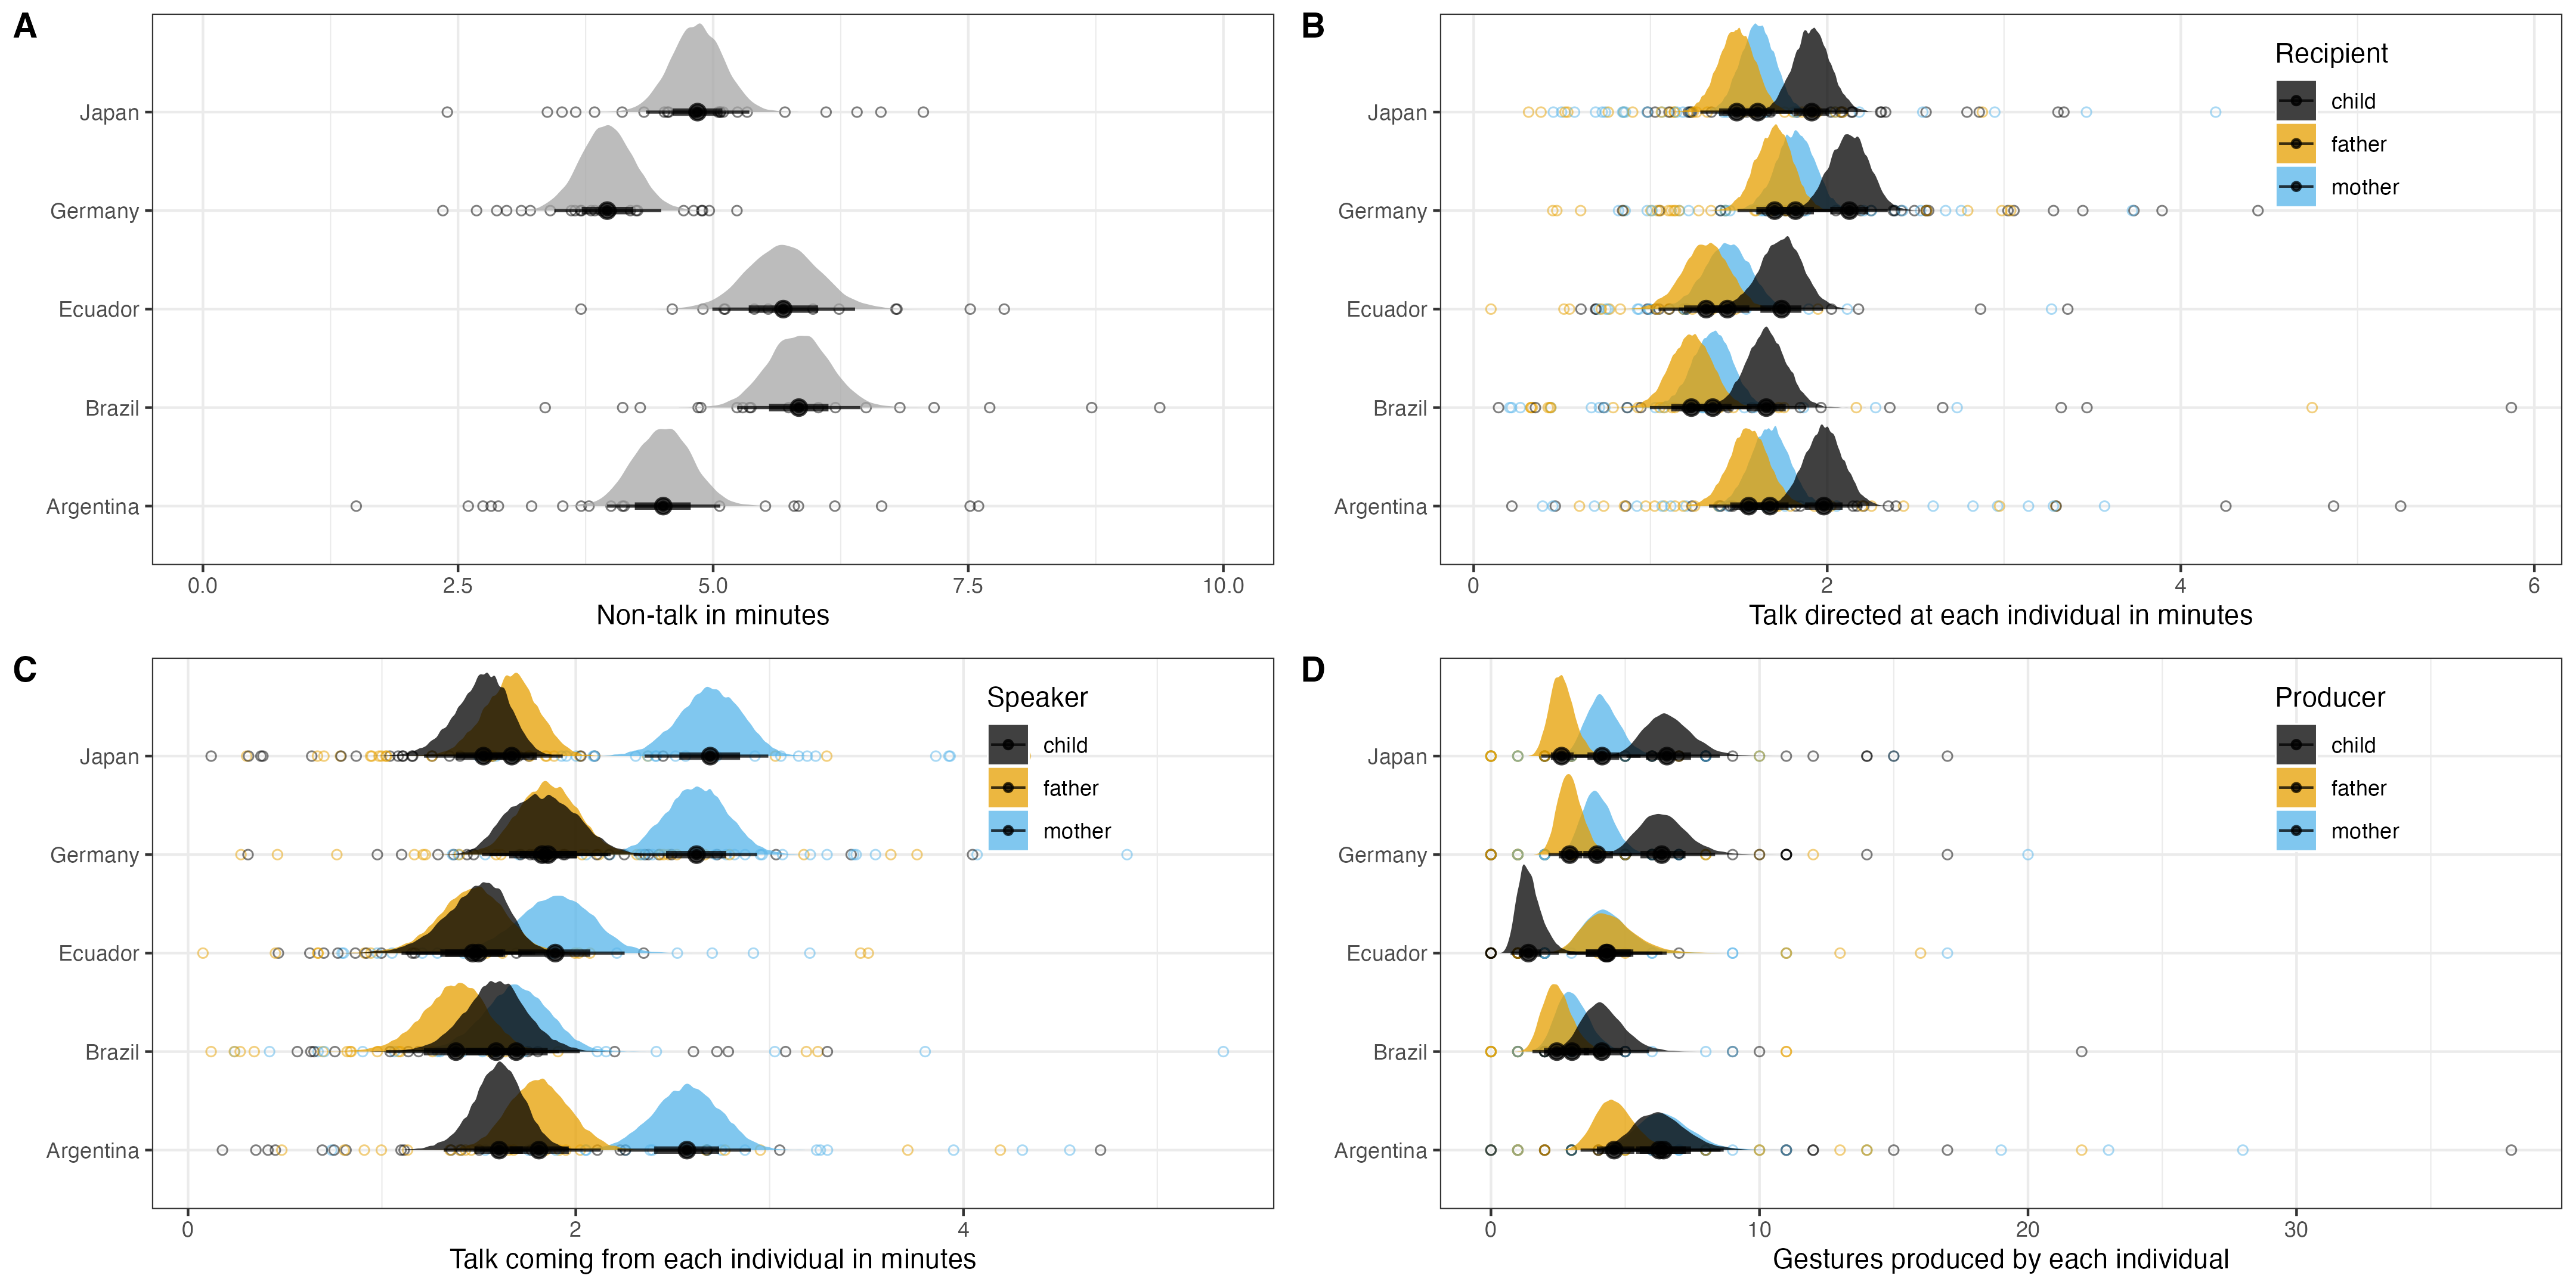 A
Japan
Germany
Ecuador
Brazil
Argentina
0.0 2.5 5.0 7.5 10.0
Non-talk in minutes
B
Recipient
child
father
mother
Japan
Germany
Ecuador
Brazil
Argentina
0 2 4 6
Talk directed at each individual in minutes
C
Speaker
child
father
mother
Japan
Germany
Ecuador
Brazil
Argentina
0 2 4
Talk coming from each individual in minutes
D
Producer
child
father
mother
Japan
Germany
Ecuador
Brazil
Argentina
0 10 20 30
Gestures produced by each individual